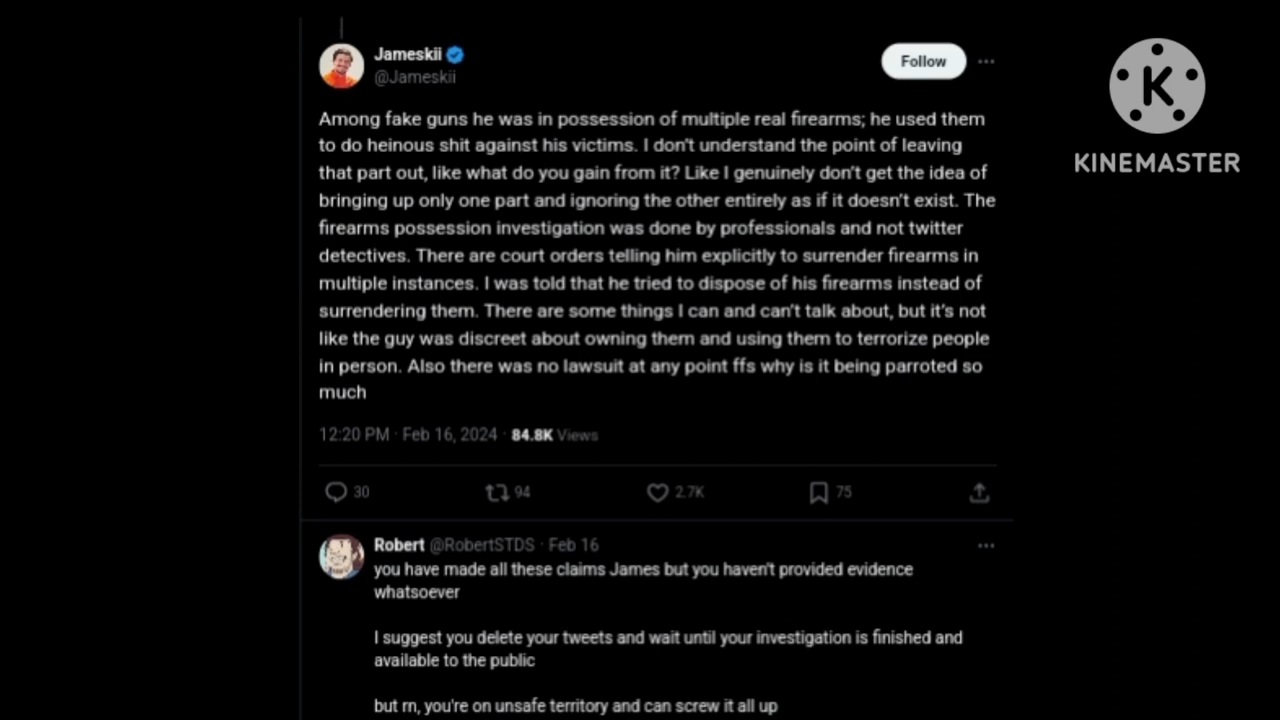 Jameskii
@Jameskii
Follow
Among fake guns he was in possession of multiple real firearms; he used them
to do heinous shit against his victims. I don't understand the point of leaving
that part out, like what do you gain from it? Like I genuinely don't get the idea of
bringing up only one part and ignoring the other entirely as if it doesn't exist. The
firearms possession investigation was done by professionals and not twitter
detectives. There are court orders telling him explicitly to surrender firearms in
multiple instances. I was told that he tried to dispose of his firearms instead of
surrendering them. There are some things I can and can't talk about, but it's not
like the guy was discreet about owning them and using them to terrorize people
in person. Also there was no lawsuit at any point ffs why is it being parroted so
much
12:20 PM · Feb 16, 2024 · 84.8K Views
30 94 2.7K 75
Robert @RobertSTDS · Feb 16
you have made all these claims James but you haven't provided evidence
whatsoever
I suggest you delete your tweets and wait until your investigation is finished and
available to the public
but rn, you're on unsafe territory and can screw it all up
K
KINEMASTER